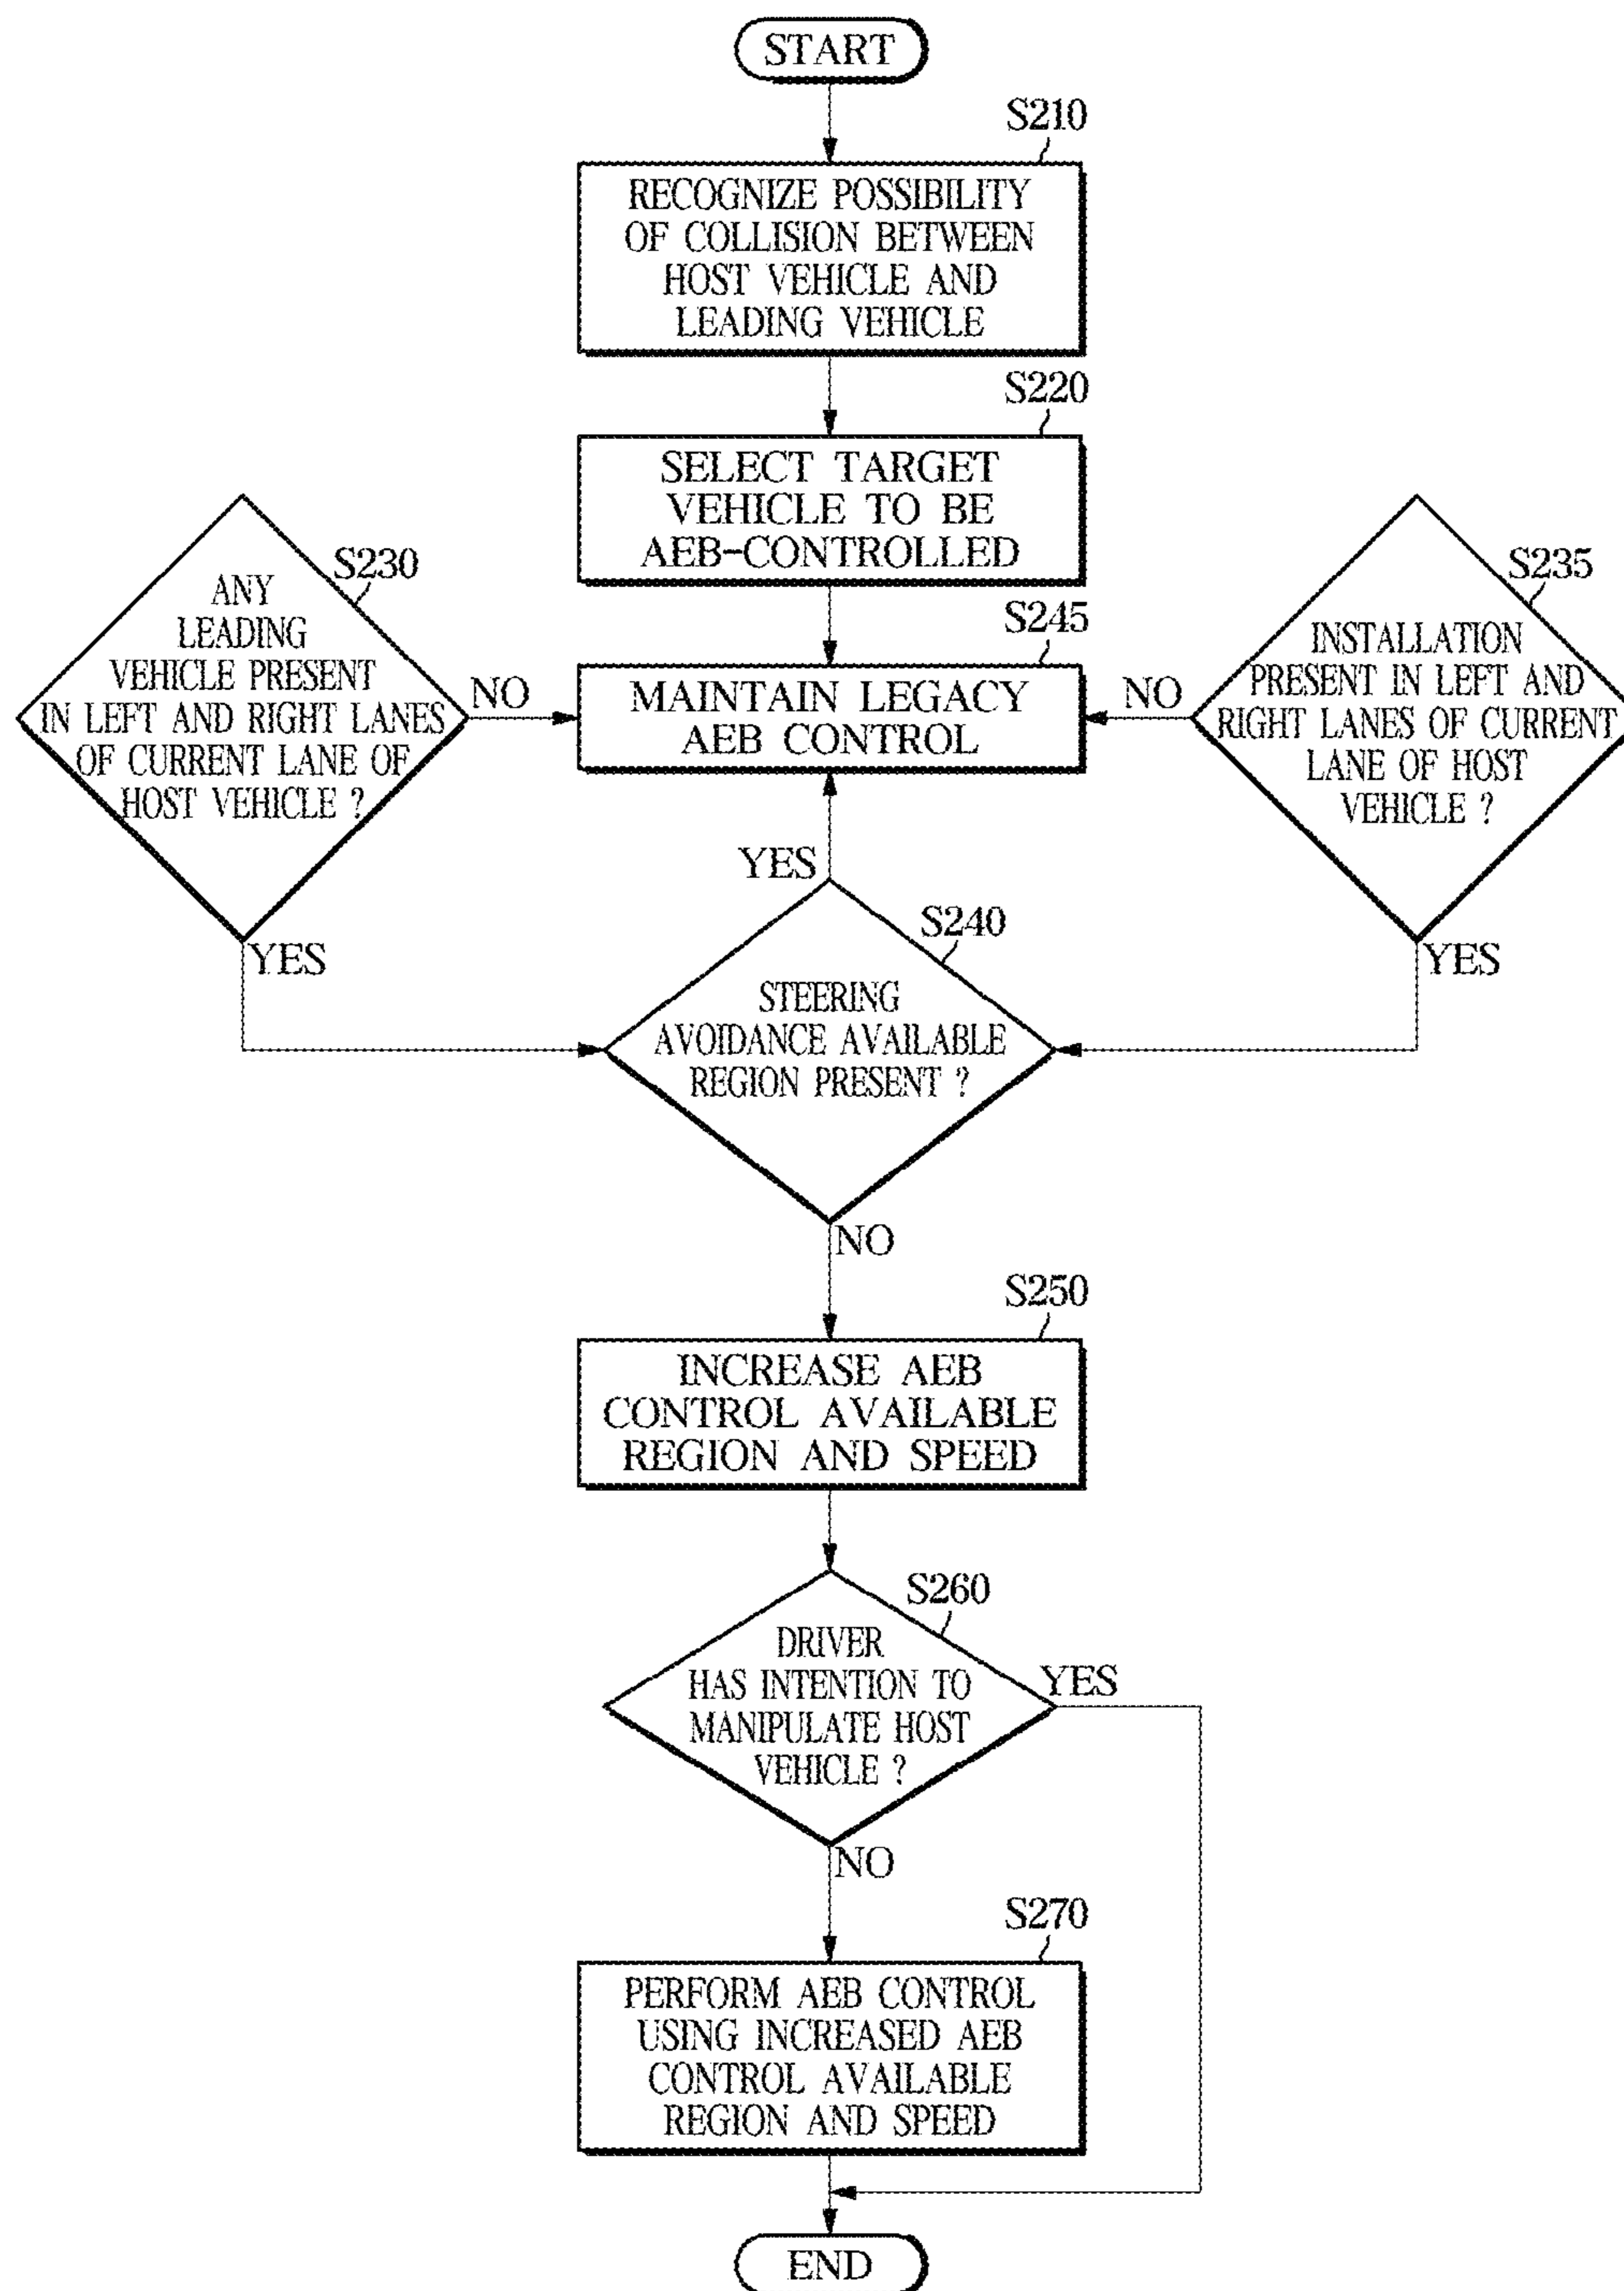 START
S210
RECOGNIZE POSSIBILITY
OF COLLISION BETWEEN
HOST VEHICLE AND
LEADING VEHICLE
S220
SELECT TARGET
VEHICLE TO BE
AEB-CONTROLLED
S230
ANY
LEADING
VEHICLE PRESENT
IN LEFT AND RIGHT LANES
OF CURRENT LANE OF
HOST VEHICLE ?
NO
YES
S245
MAINTAIN LEGACY
AEB CONTROL
S235
INSTALLATION
PRESENT IN LEFT AND
RIGHT LANES OF CURRENT
LANE OF HOST
VEHICLE ?
NO
YES
YES
S240
STEERING
AVOIDANCE AVAILABLE
REGION PRESENT ?
NO
S250
INCREASE AEB
CONTROL AVAILABLE
REGION AND SPEED
S260
DRIVER
HAS INTENTION TO
MANIPULATE HOST
VEHICLE ?
YES
NO
S270
PERFORM AEB CONTROL
USING INCREASED AEB
CONTROL AVAILABLE
REGION AND SPEED
END